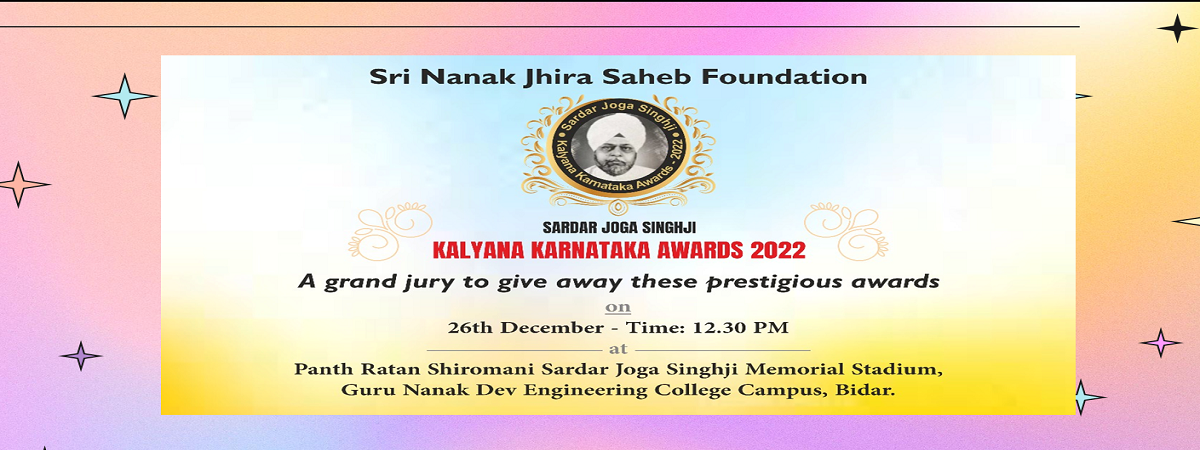 Sri Nanak Jhira Saheb Foundation
Sardar Joga Singhji
Kalyana Karnataka Awards - 2022
SARDAR JOGA SINGHJI
KALYANA KARNATAKA AWARDS 2022
A grand jury to give away these prestigious awards
on
26th December - Time: 12.30 PM
at
Panth Ratan Shiromani Sardar Joga Singhji Memorial Stadium,
Guru Nanak Dev Engineering College Campus, Bidar.